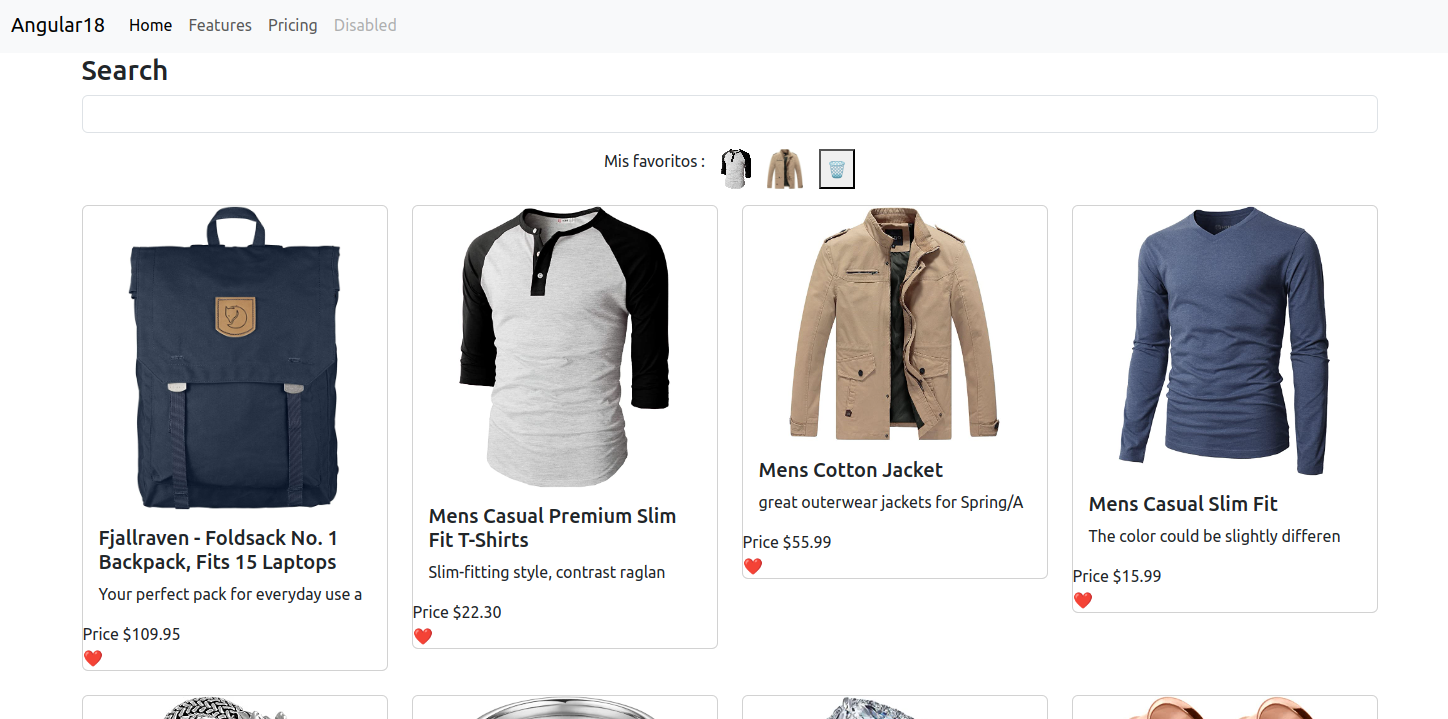 Angular18 Home Features Pricing Disabled
Search
Mis favoritos :
Fjallraven - Foldsack No. 1
Backpack, Fits 15 Laptops
Your perfect pack for everyday use a
Price $109.95
Mens Casual Premium Slim
Fit T-Shirts
Slim-fitting style, contrast raglan
Price $22.30
Mens Cotton Jacket
great outerwear jackets for Spring/A
Price $55.99
Mens Casual Slim Fit
The color could be slightly differen
Price $15.99